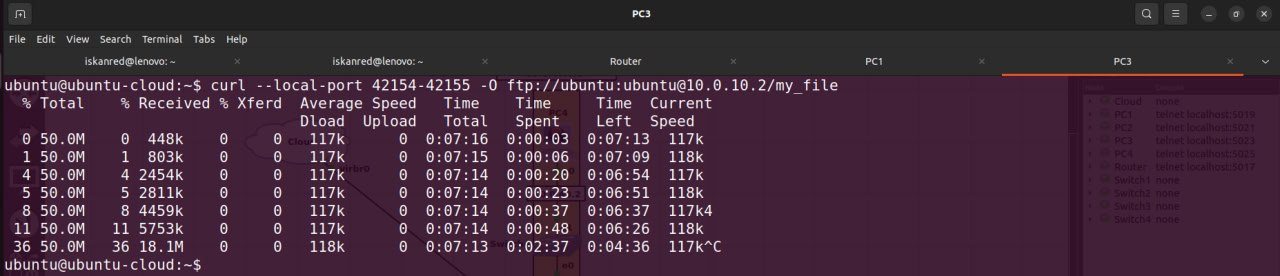 PC3
File Edit View Search Terminal Tabs Help
iskanred@lenovo: ~ × iskanred@lenovo: ~ × Router × PC1 × PC3 ×
ubuntu@ubuntu-cloud:~$ curl --local-port 42154-42155 -O ftp://ubuntu:ubuntu@10.0.10.2/my_file
% Total % Received % Xferd Average Speed Time Time Time Current
Dload Upload Total Spent Left Speed
0 50.0M 0 448k 0 0 117k 0 0:07:16 0:00:03 0:07:13 117k
1 50.0M 1 803k 0 0 117k 0 0:07:15 0:00:06 0:07:09 118k
4 50.0M 4 2454k 0 0 117k 0 0:07:14 0:00:20 0:06:54 117k
5 50.0M 5 2811k 0 0 117k 0 0:07:14 0:00:23 0:06:51 118k
8 50.0M 8 4459k 0 0 117k 0 0:07:14 0:00:37 0:06:37 117k4
11 50.0M 11 5753k 0 0 117k 0 0:07:14 0:00:48 0:06:26 118k
36 50.0M 36 18.1M 0 0 118k 0 0:07:13 0:02:37 0:04:36 117k^C
ubuntu@ubuntu-cloud:~$
Cloud none
PC1 telnet:localhost:5019
PC2 telnet:localhost:5021
PC3 telnet:localhost:5023
PC4 telnet:localhost:5025
Router telnet:localhost:5017
Switch1 none
Switch2 none
Switch3 none
Switch4 none
PC4
virbr0
e0